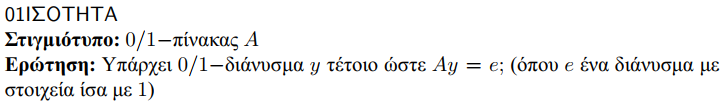 01ΙΣΟΤΗΤΑ
Στιγμιότυπο: 0/1−πίνακας A
Ερώτηση: Υπάρχει 0/1−διάνυσμα y τέτοιο ώστε Ay = e; (όπου e ένα διάνυσμα με
στοιχεία ίσα με 1)